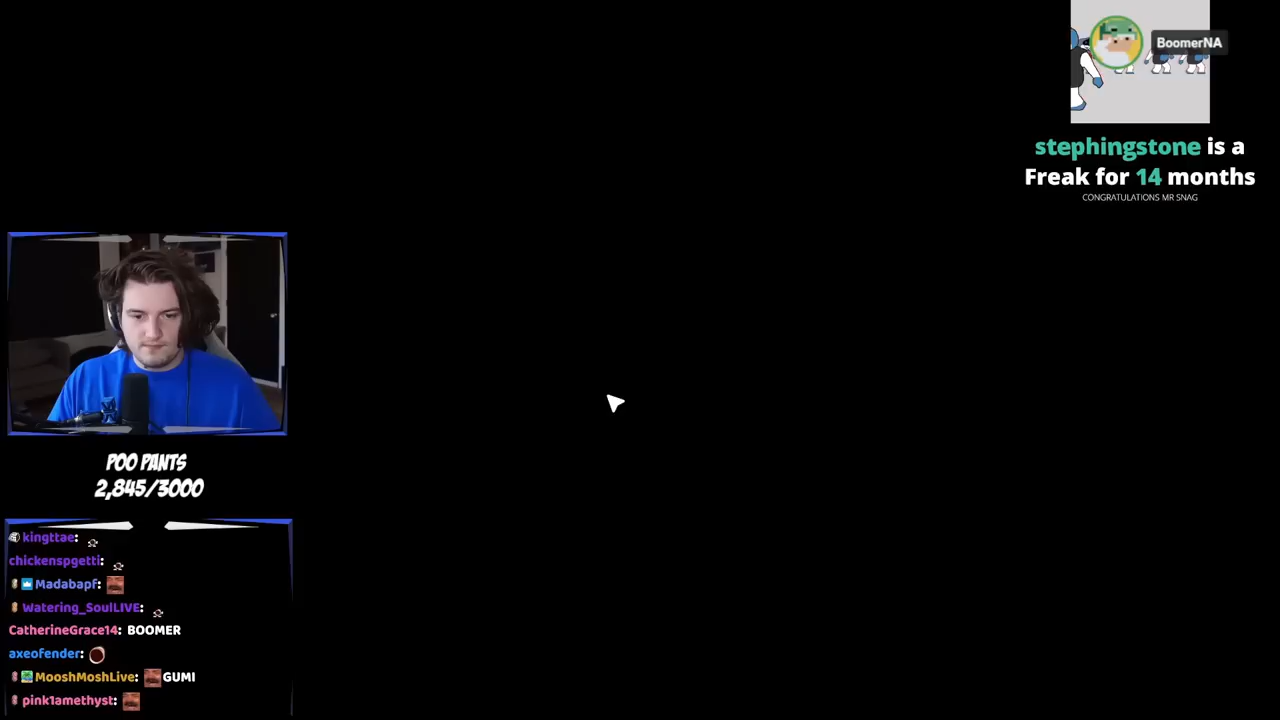 BoomerNA
stephingstone is a
Freak for 14 months
CONGRATULATIONS MR SNAG
POO PANTS
2,845/3000
kingttae:
chickenspgetti:
Madabapf:
Watering_SoulLIVE:
CatherineGrace14: BOOMER
axeofender:
MooshMoshLive: GUMI
pink1amethyst: